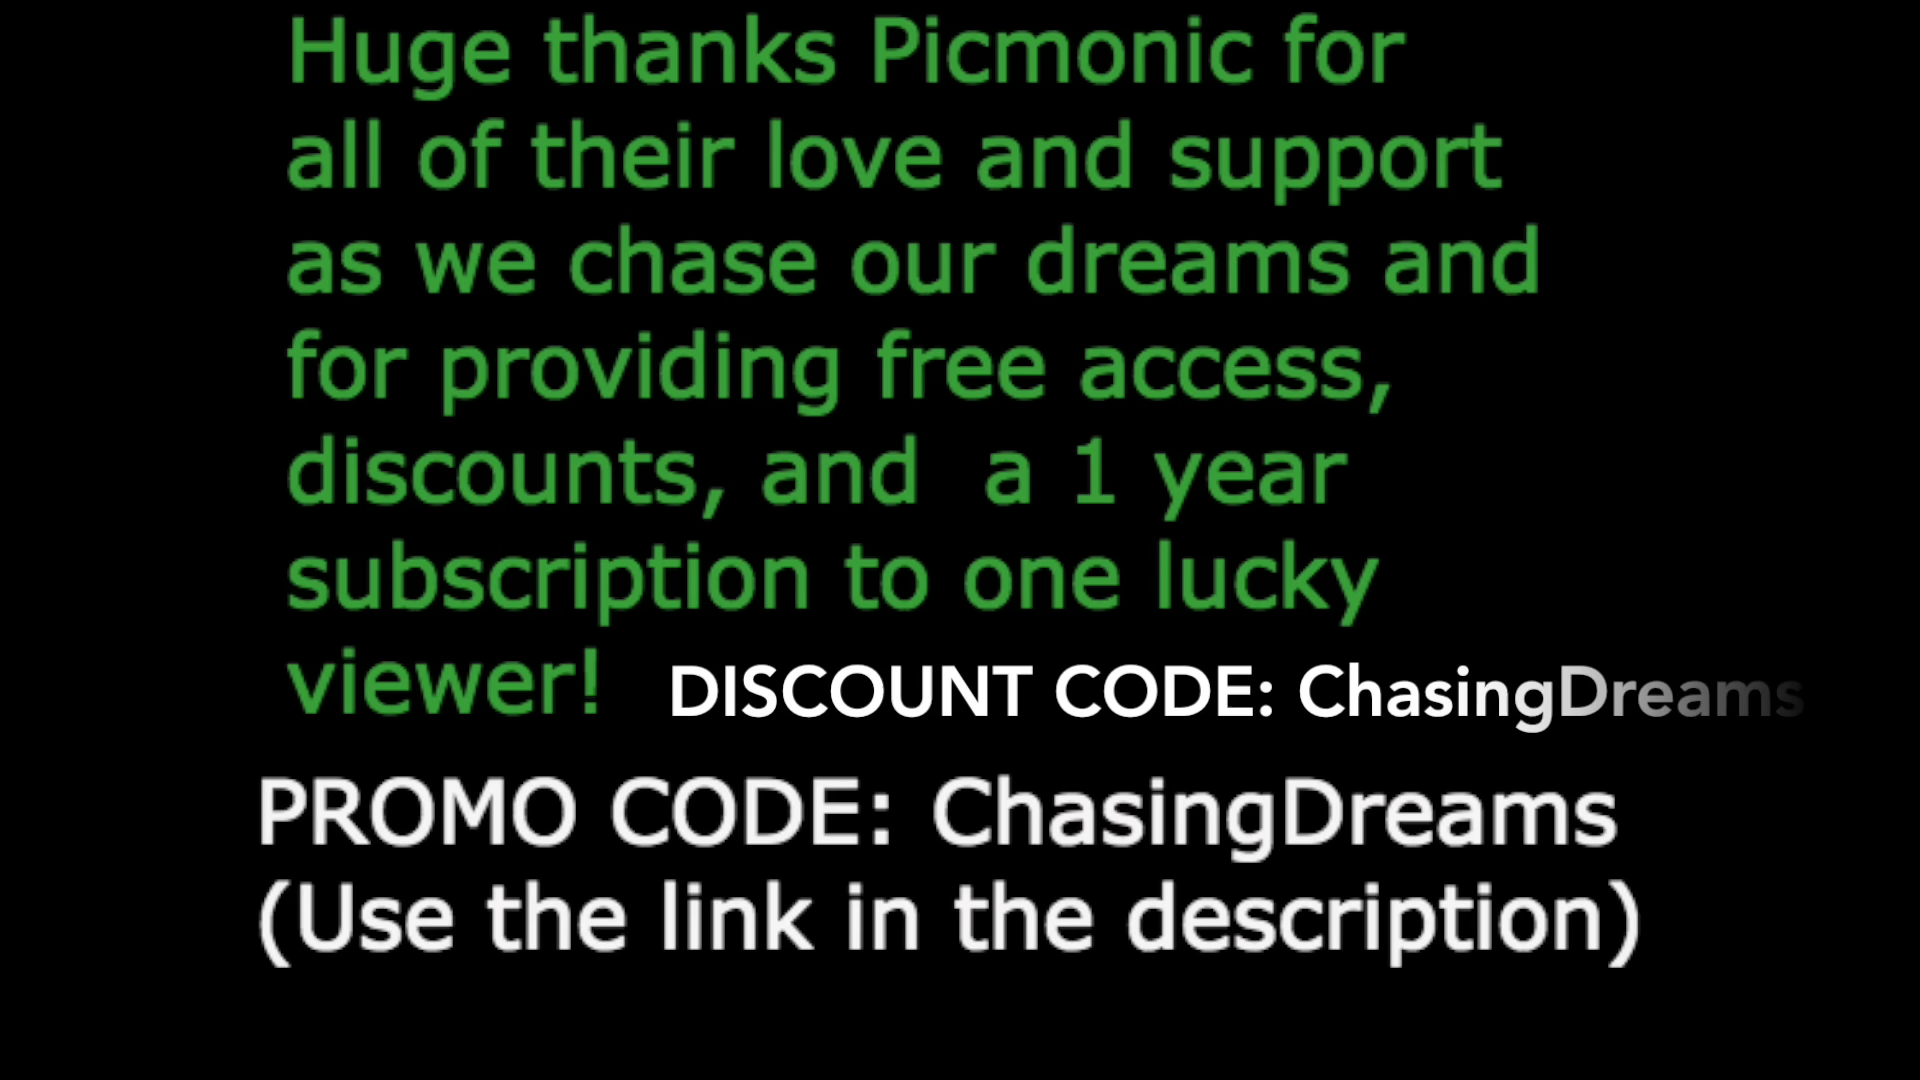 Huge thanks Picmonic for
all of their love and support
as we chase our dreams and
for providing free access,
discounts, and  a 1 year
subscription to one lucky
viewer!
DISCOUNT CODE: ChasingDreams
PROMO CODE: ChasingDreams
(Use the link in the description)